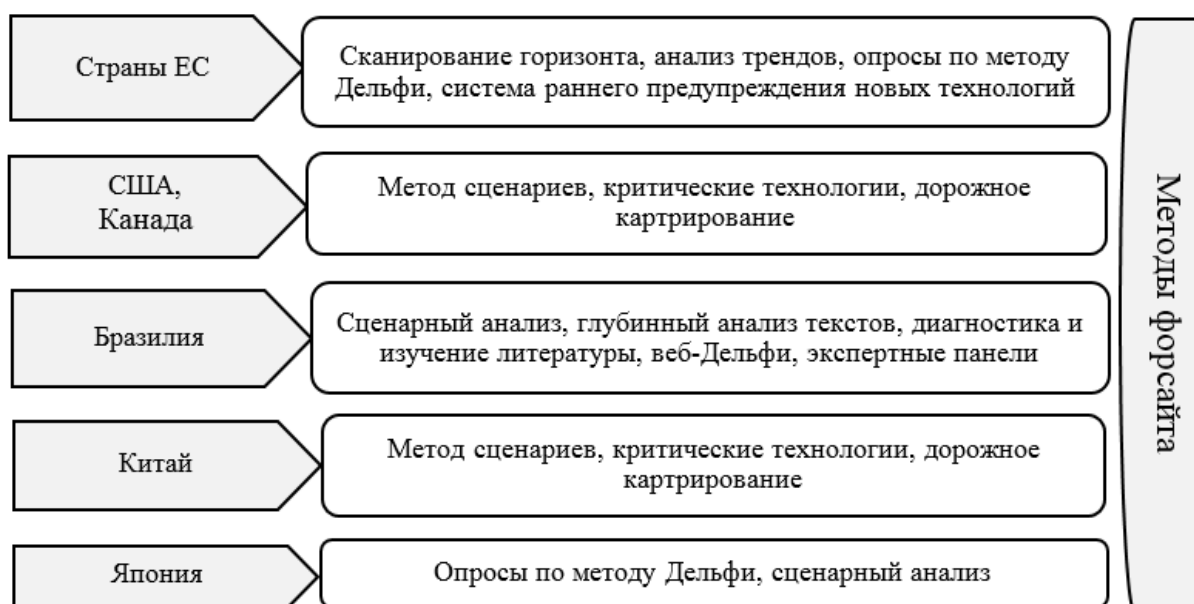 Страны ЕС
Сканирование горизонта, анализ трендов, опросы по методу
Дельфи, система раннего предупреждения новых технологий
США,
Канада
Метод сценариев, критические технологии, дорожное
картрирование
Бразилия
Сценарный анализ, глубинный анализ текстов, диагностика и
изучение литературы, веб-Дельфи, экспертные панели
Китай
Метод сценариев, критические технологии, дорожное
картрирование
Япония
Опросы по методу Дельфи, сценарный анализ
Методы форсайта